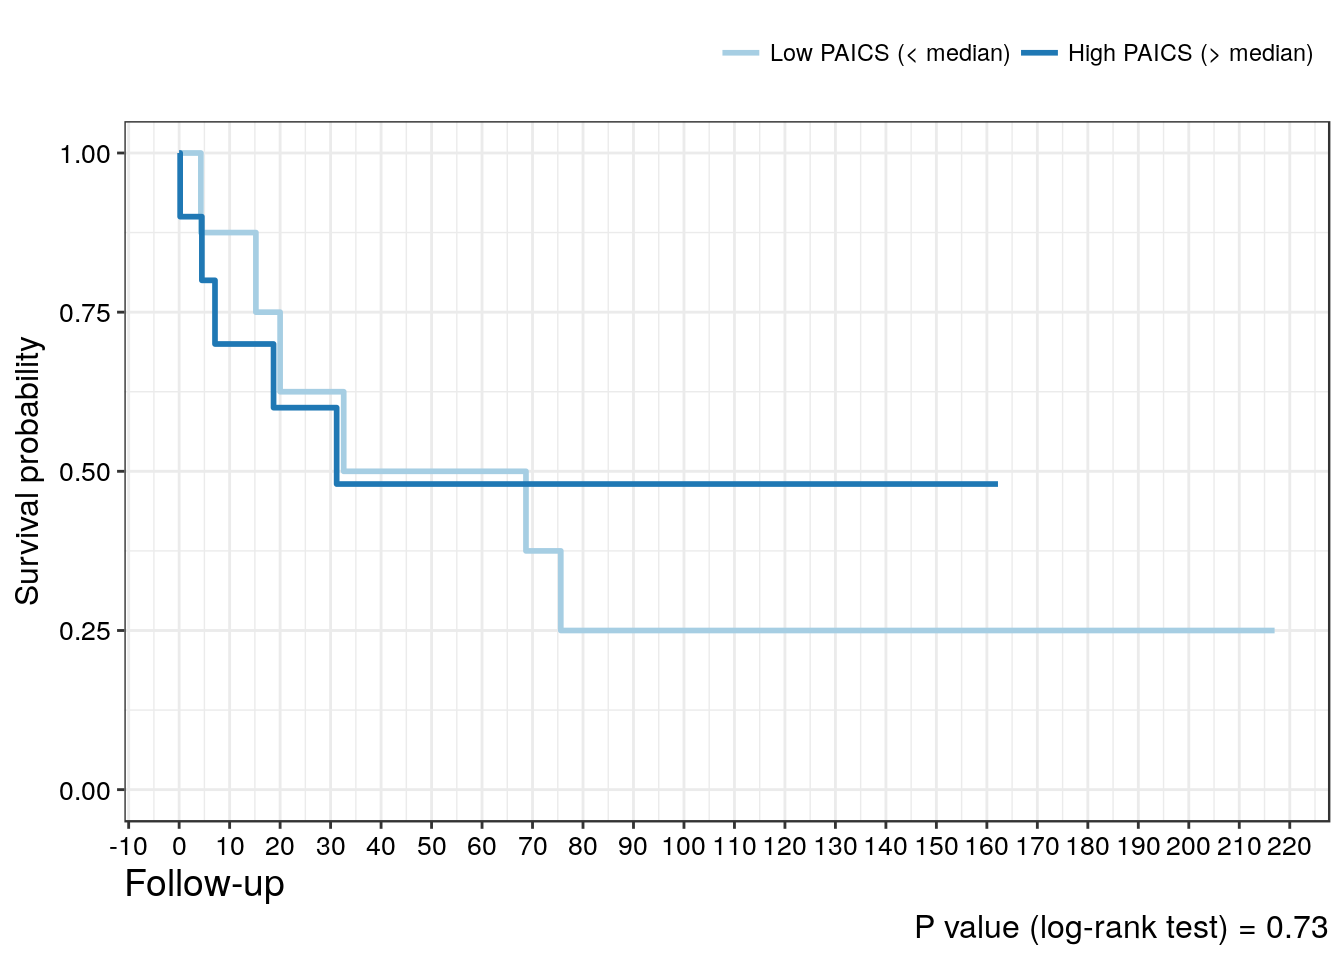 Low PAICS (< median) High PAICS (> median)
Survival probability
1.00
0.75
0.50
0.25
0.00
-10 0 10 20 30 40 50 60 70 80 90 100 110 120 130 140 150 160 170 180 190 200 210 220
Follow-up
P value (log-rank test) = 0.73